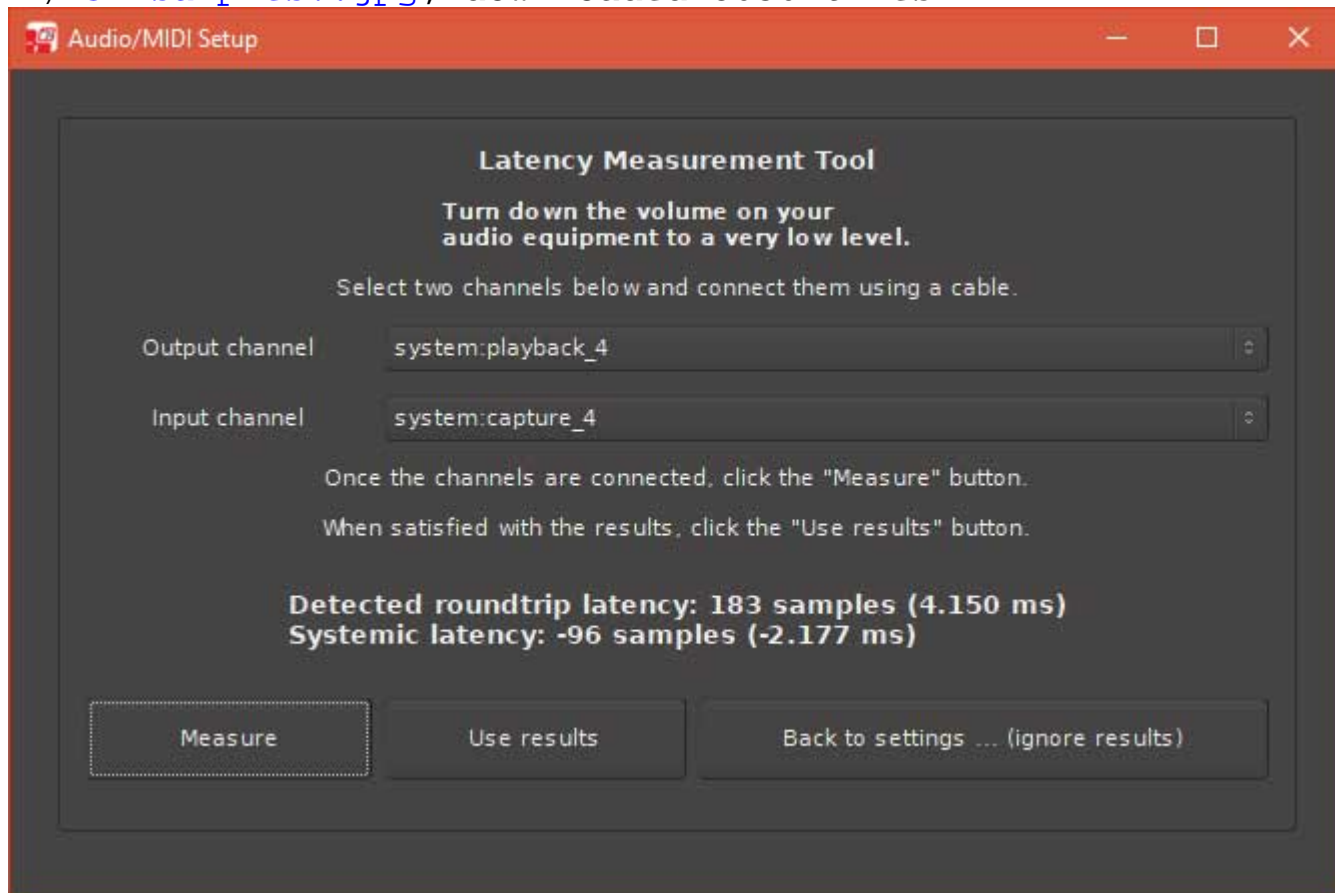 Audio/MIDI Setup
Latency Measurement Tool
Turn down the volume on your
audio equipment to a very low level.
Select two channels below and connect them using a cable.
Output channel
system:playback_4
Input channel
system:capture_4
Once the channels are connected, click the "Measure" button.
When satisfied with the results, click the "Use results" button.
Detected roundtrip latency: 183 samples (4.150 ms)
Systemic latency: -96 samples (-2.177 ms)
Measure
Use results
Back to settings ... (ignore results)